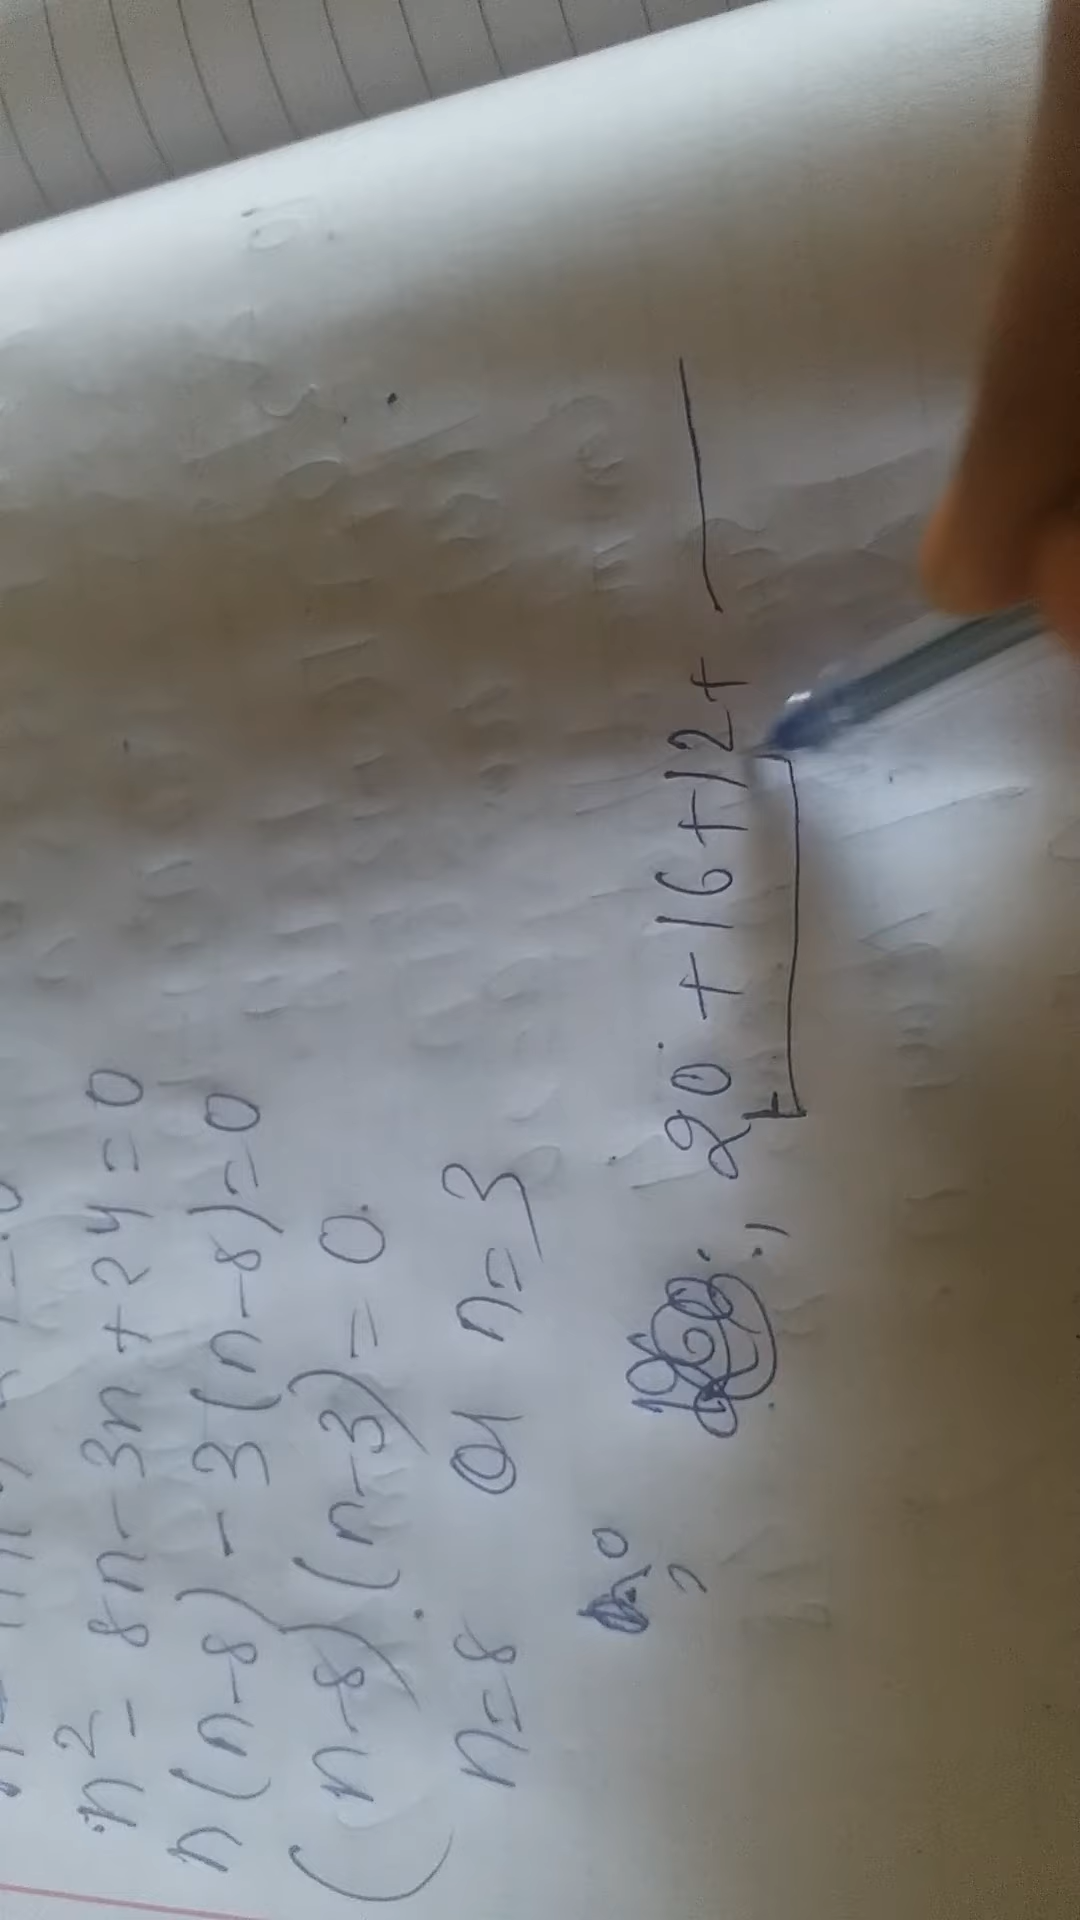 n² - 8n - 3n + 24 = 0
n(n-8) - 3(n-8) = 0
(n-8)(n-3) = 0
n=8 or n=3
20 + 16 + 12 +